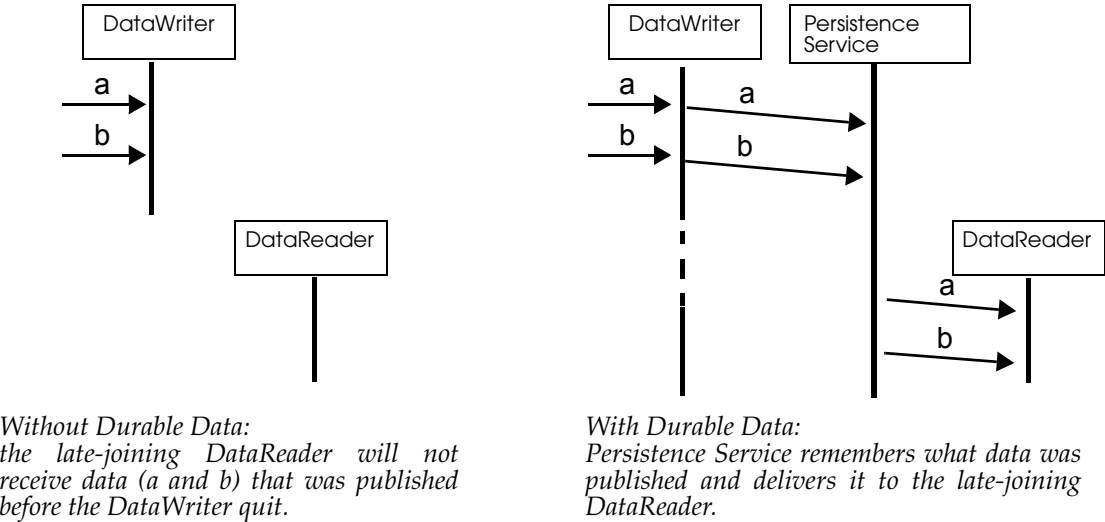 DataWriter
a
b
DataReader
Without Durable Data:
the late-joining DataReader will not
receive data (a and b) that was published
before the DataWriter quit.
DataWriter
Persistence
Service
a
a
b
b
DataReader
a
b
With Durable Data:
Persistence Service remembers what data was
published and delivers it to the late-joining
DataReader.